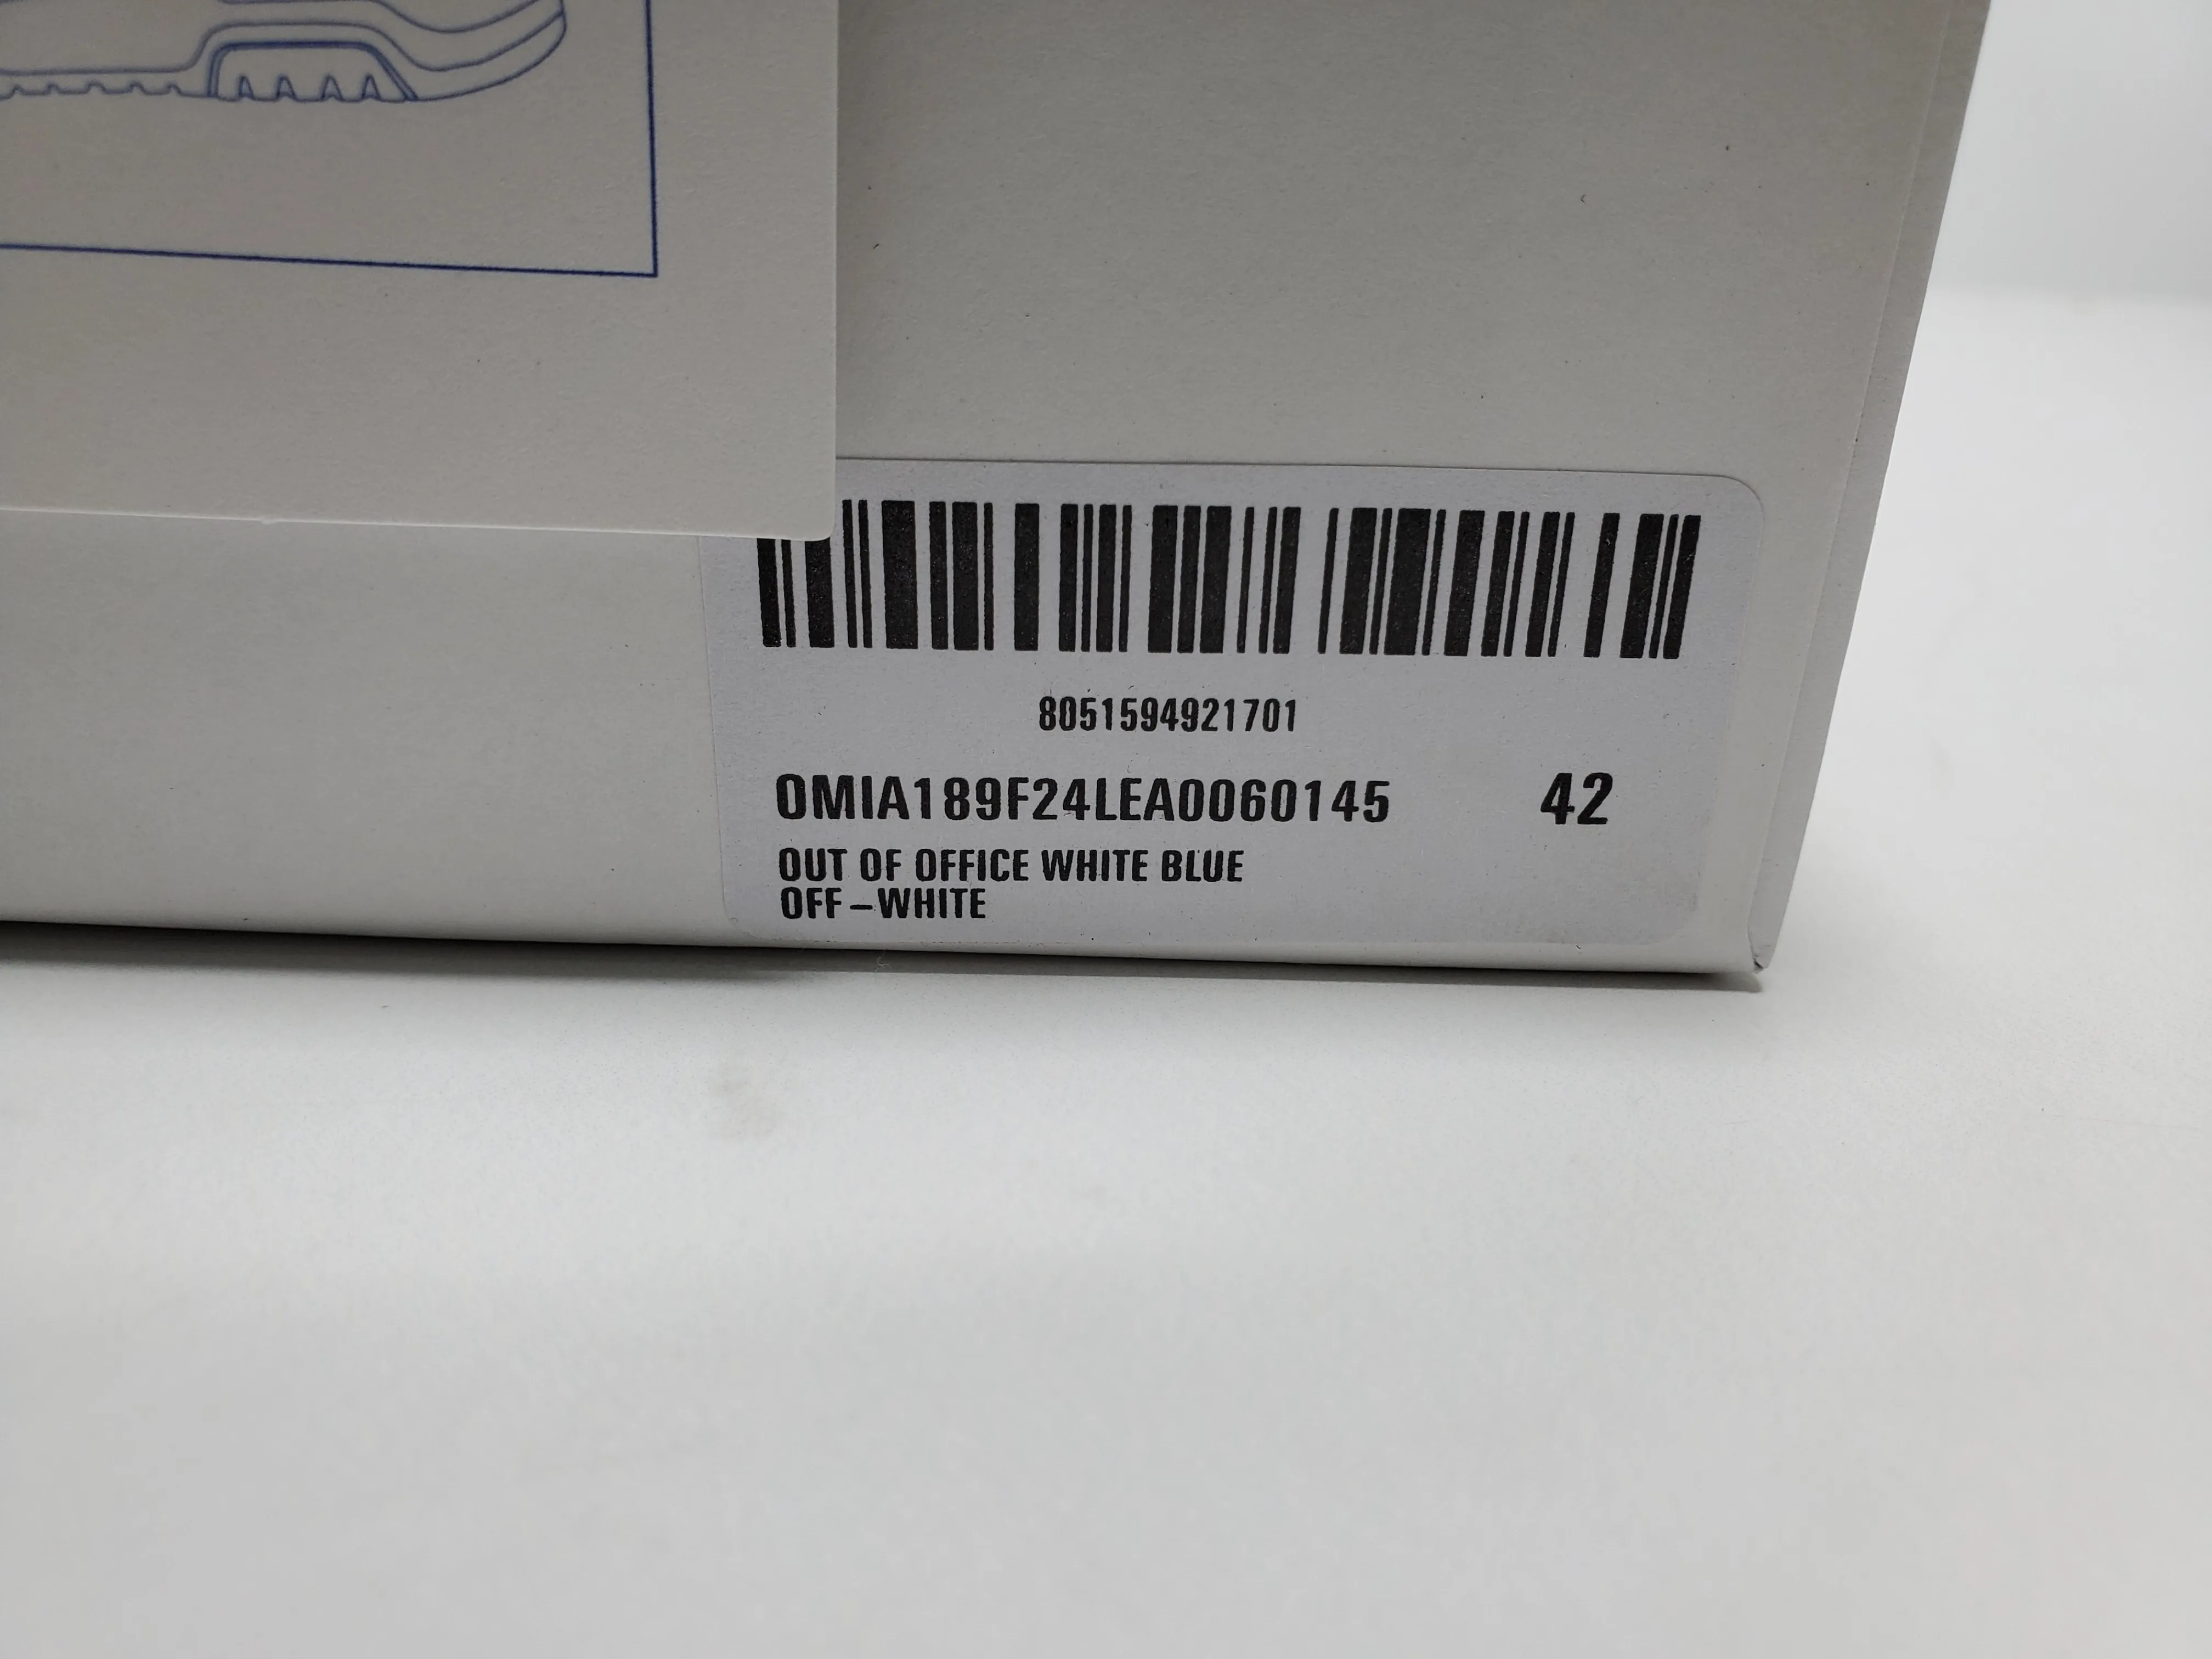 8051594921701
OMIA189F24LEA0060145 42
OUT OF OFFICE WHITE BLUE
OFF-WHITE